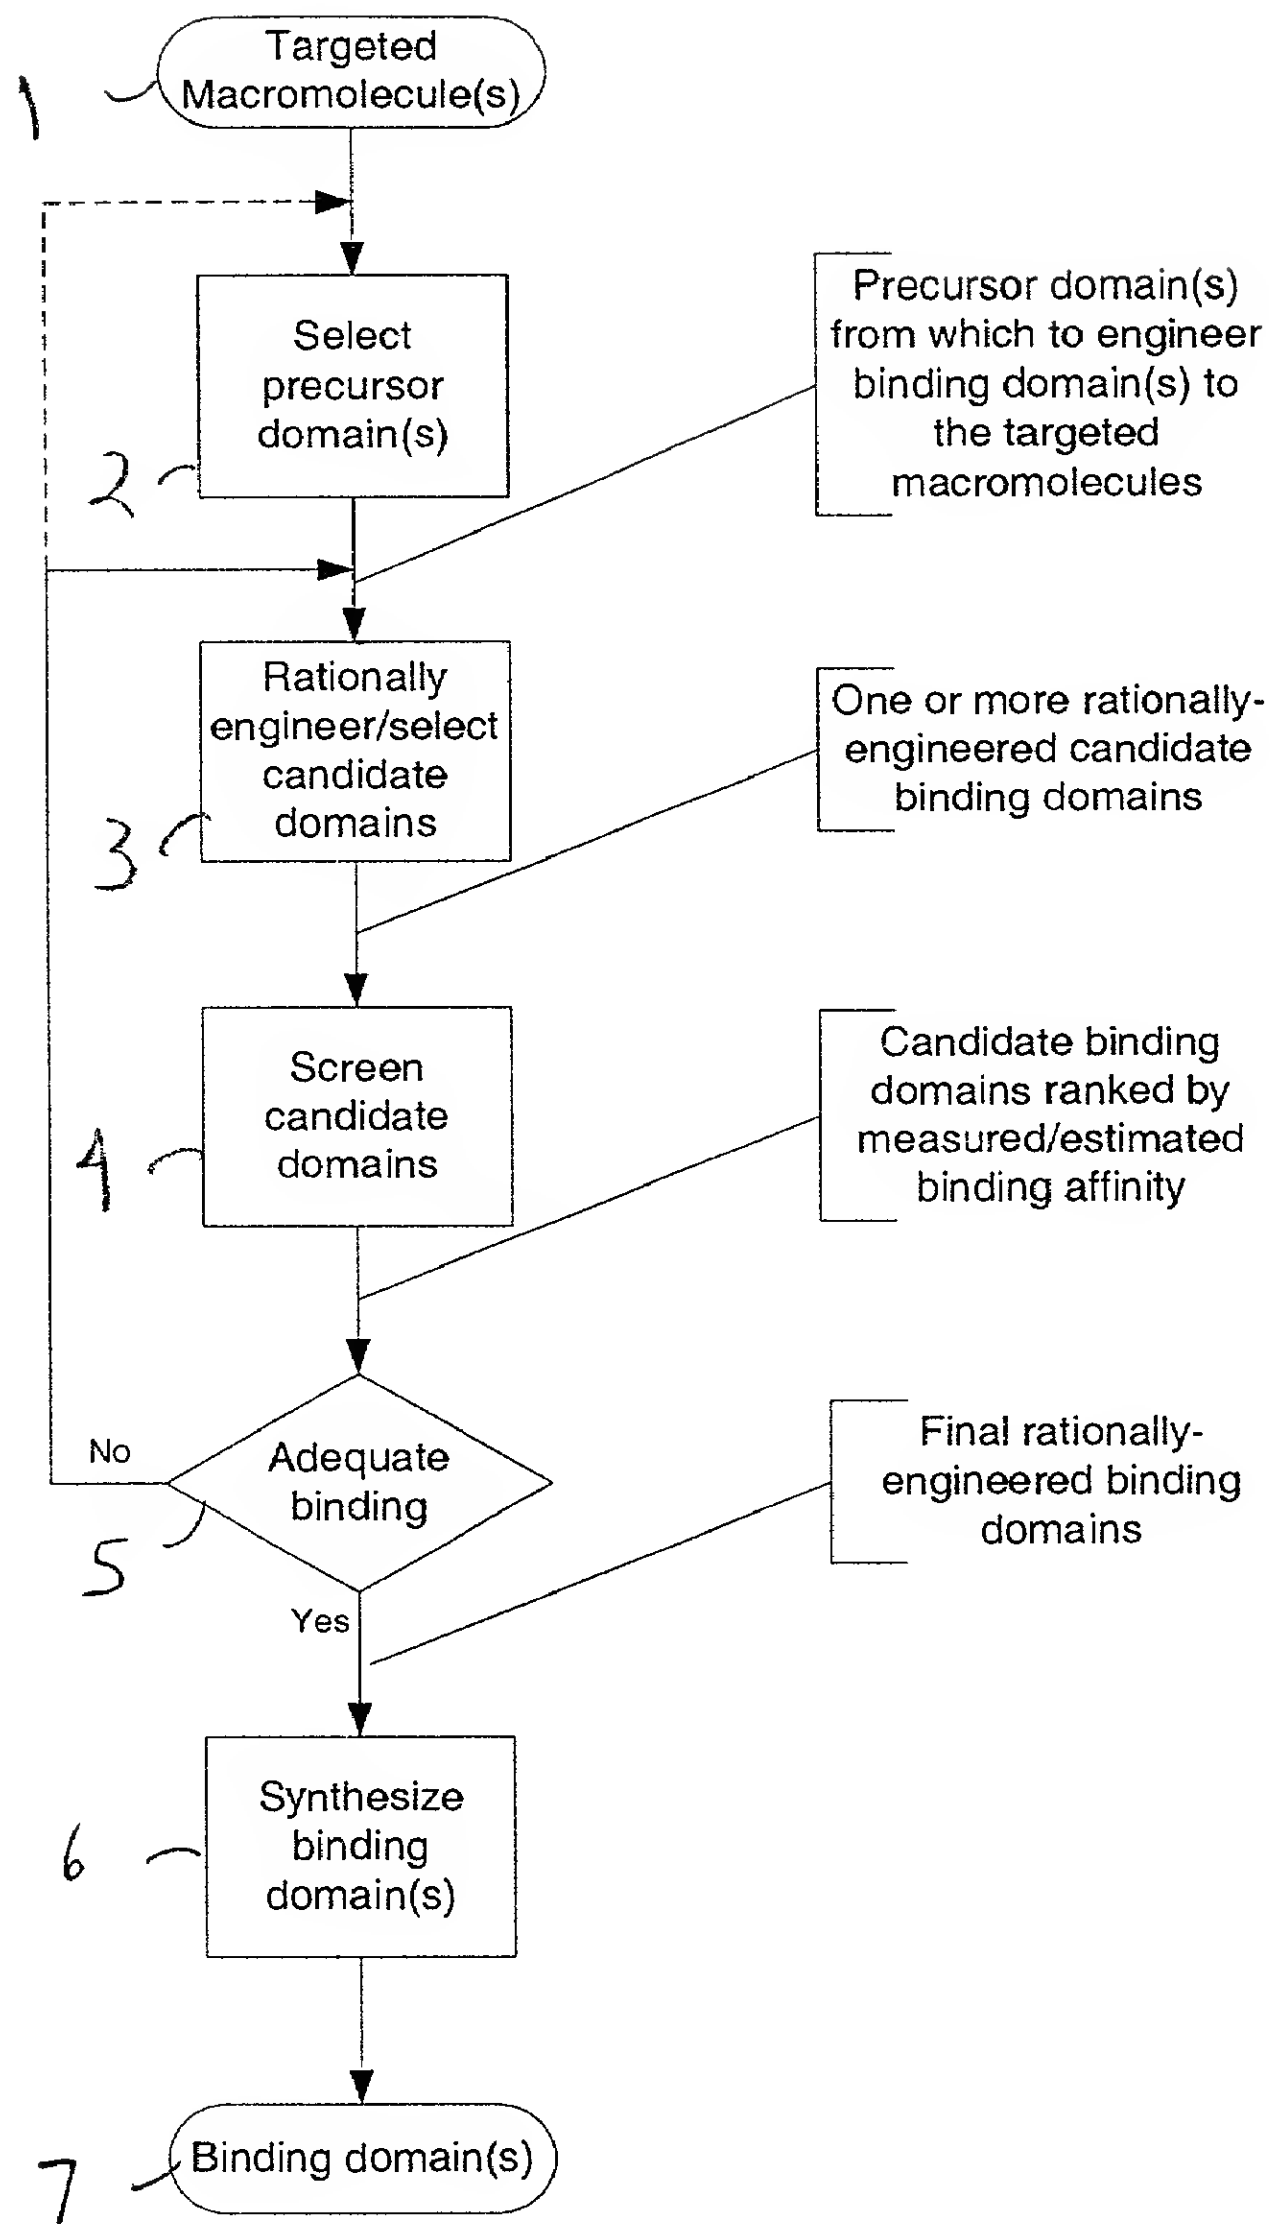 Targeted
Macromolecule(s)
1
Select
precursor
domain(s)
2
Precursor domain(s)
from which to engineer
binding domain(s) to
the targeted
macromolecules
Rationally
engineer/select
candidate
domains
3
One or more rationally-
engineered candidate
binding domains
Screen
candidate
domains
4
Candidate binding
domains ranked by
measured/estimated
binding affinity
No
Adequate
binding
5
Final rationally-
engineered binding
domains
Yes
Synthesize
binding
domain(s)
6
Binding domain(s)
7